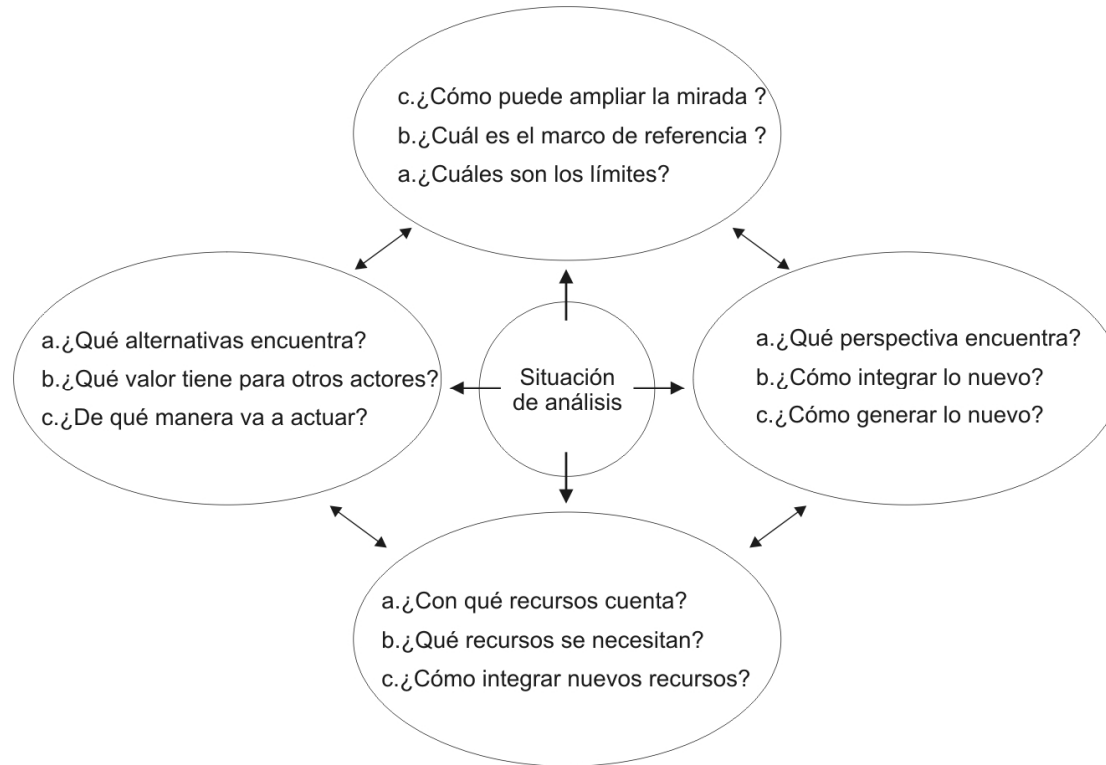 c.¿Cómo puede ampliar la mirada ?
b.¿Cuál es el marco de referencia ?
a.¿Cuáles son los límites?
a.¿Qué alternativas encuentra?
b.¿Qué valor tiene para otros actores?
c.¿De qué manera va a actuar?
Situación
de análisis
a.¿Qué perspectiva encuentra?
b.¿Cómo integrar lo nuevo?
c.¿Cómo generar lo nuevo?
a.¿Con qué recursos cuenta?
b.¿Qué recursos se necesitan?
c.¿Cómo integrar nuevos recursos?